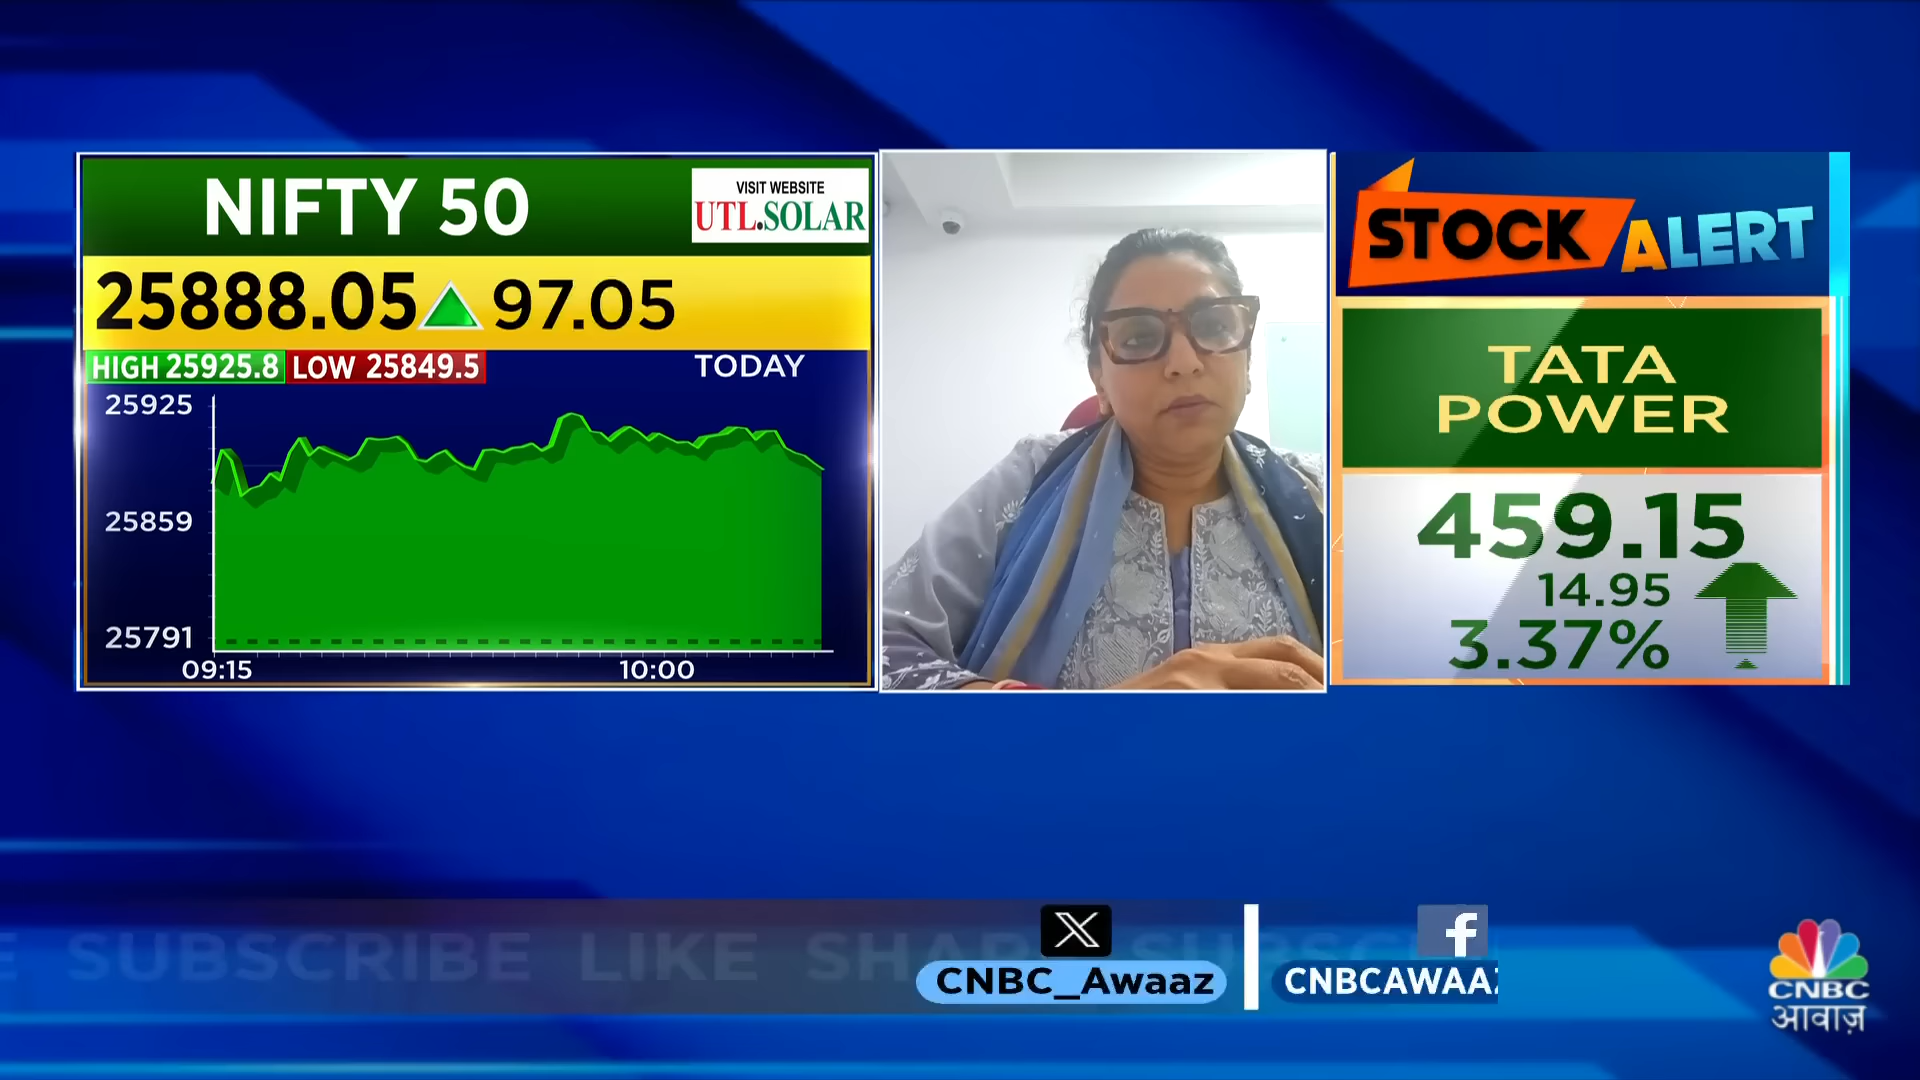 NIFTY 50
VISIT WEBSITE
UTL.SOLAR
25888.05 97.05
HIGH 25925.8 LOW 25849.5 TODAY
25925
25859
25791
09:15 10:00
STOCK ALERT
TATA
POWER
459.15
14.95
3.37%
SUBSCRIBE LIKE
CNBC_Awaaz
CNBCAWAAZ
CNBC
आवाज़